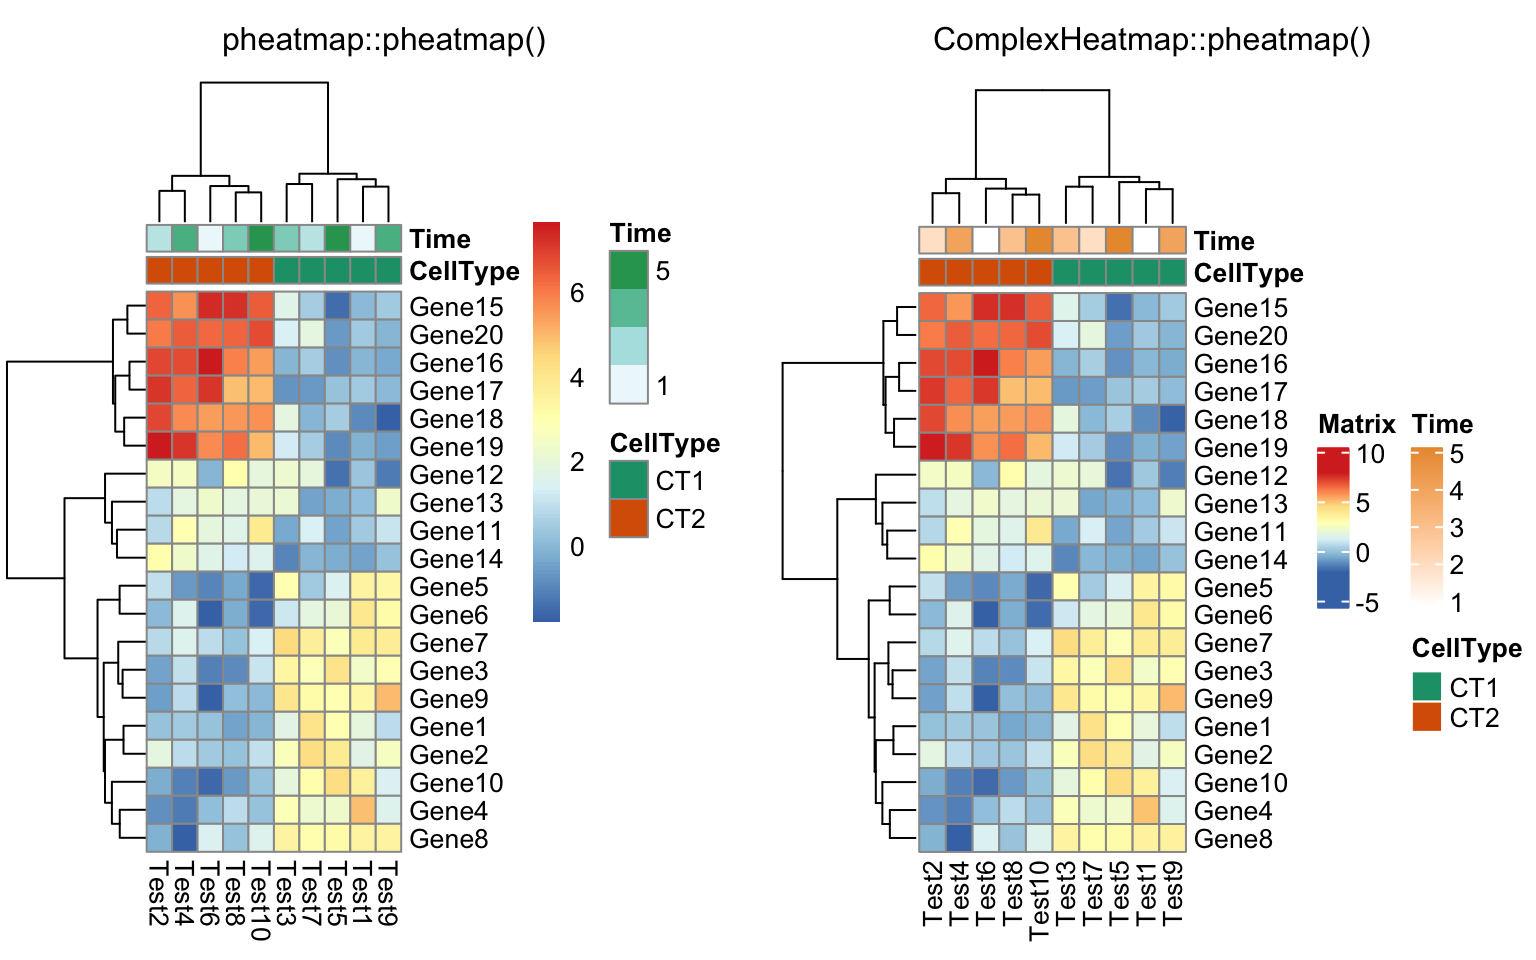 pheatmap::pheatmap()
Time
CellType
Gene15
Gene20
Gene16
Gene17
Gene18
Gene19
Gene12
Gene13
Gene11
Gene14
Gene5
Gene6
Gene7
Gene3
Gene9
Gene1
Gene2
Gene10
Gene4
Gene8
Test2
Test4
Test6
Test8
Test10
Test3
Test7
Test5
Test1
Test9
6
4
2
0
Time
5
1
CellType
CT1
CT2
ComplexHeatmap::pheatmap()
Time
CellType
Gene15
Gene20
Gene16
Gene17
Gene18
Gene19
Gene12
Gene13
Gene11
Gene14
Gene5
Gene6
Gene7
Gene3
Gene9
Gene1
Gene2
Gene10
Gene4
Gene8
Test2
Test4
Test6
Test8
Test10
Test3
Test7
Test5
Test1
Test9
Matrix
10
5
0
-5
Time
5
4
3
2
1
CellType
CT1
CT2